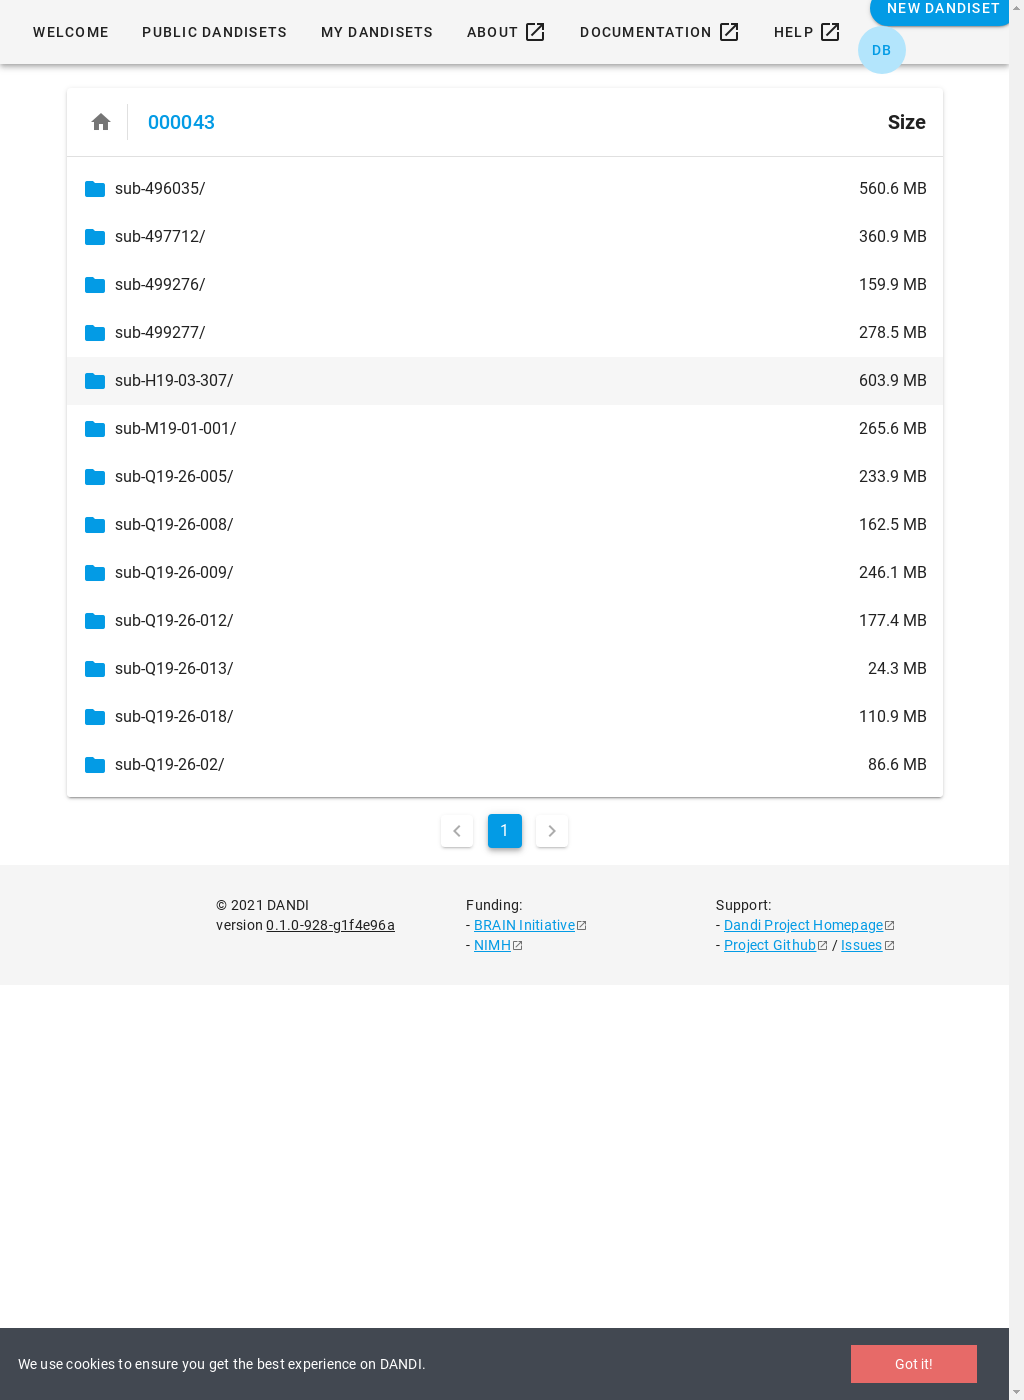 WELCOME PUBLIC DANDISETS MY DANDISETS ABOUT DOCUMENTATION HELP NEW DANDISET
DB
000043 Size
sub-496035/ 560.6 MB
sub-497712/ 360.9 MB
sub-499276/ 159.9 MB
sub-499277/ 278.5 MB
sub-H19-03-307/ 603.9 MB
sub-M19-01-001/ 265.6 MB
sub-Q19-26-005/ 233.9 MB
sub-Q19-26-008/ 162.5 MB
sub-Q19-26-009/ 246.1 MB
sub-Q19-26-012/ 177.4 MB
sub-Q19-26-013/ 24.3 MB
sub-Q19-26-018/ 110.9 MB
sub-Q19-26-02/ 86.6 MB
1
© 2021 DANDI
version 0.1.0-928-g1f4e96a
Funding:
- BRAIN Initiative
- NIMH
Support:
- Dandi Project Homepage
- Project Github / Issues
We use cookies to ensure you get the best experience on DANDI. Got it!